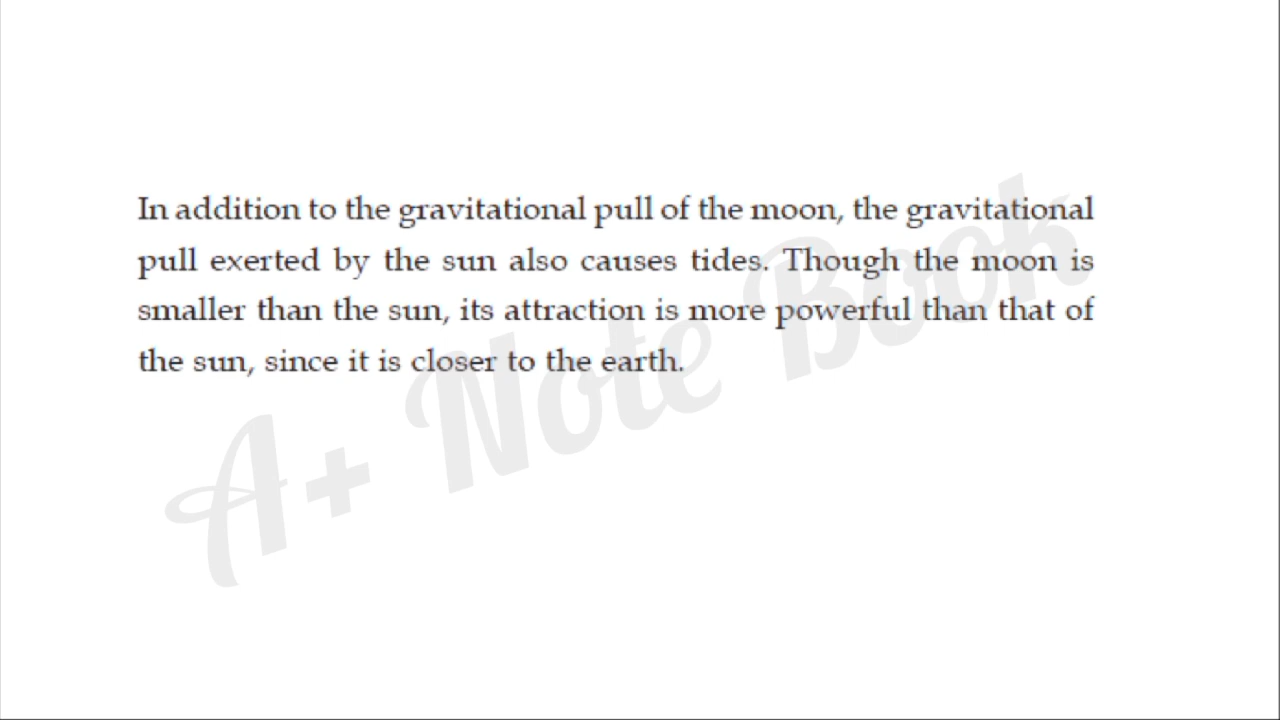 In addition to the gravitational pull of the moon, the gravitational
pull exerted by the sun also causes tides. Though the moon is
smaller than the sun, its attraction is more powerful than that of
the sun, since it is closer to the earth.
A+ Note Book